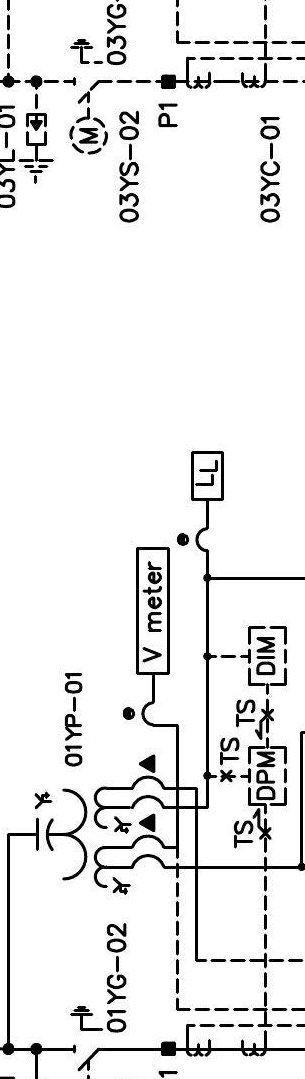 03YG-
03YL-01
M
03YS-02
P1
03YC-01
LL
V meter
01YP-01
DIM
TS
TS
DPM
TS
Y
Y
Y
01YG-02
1